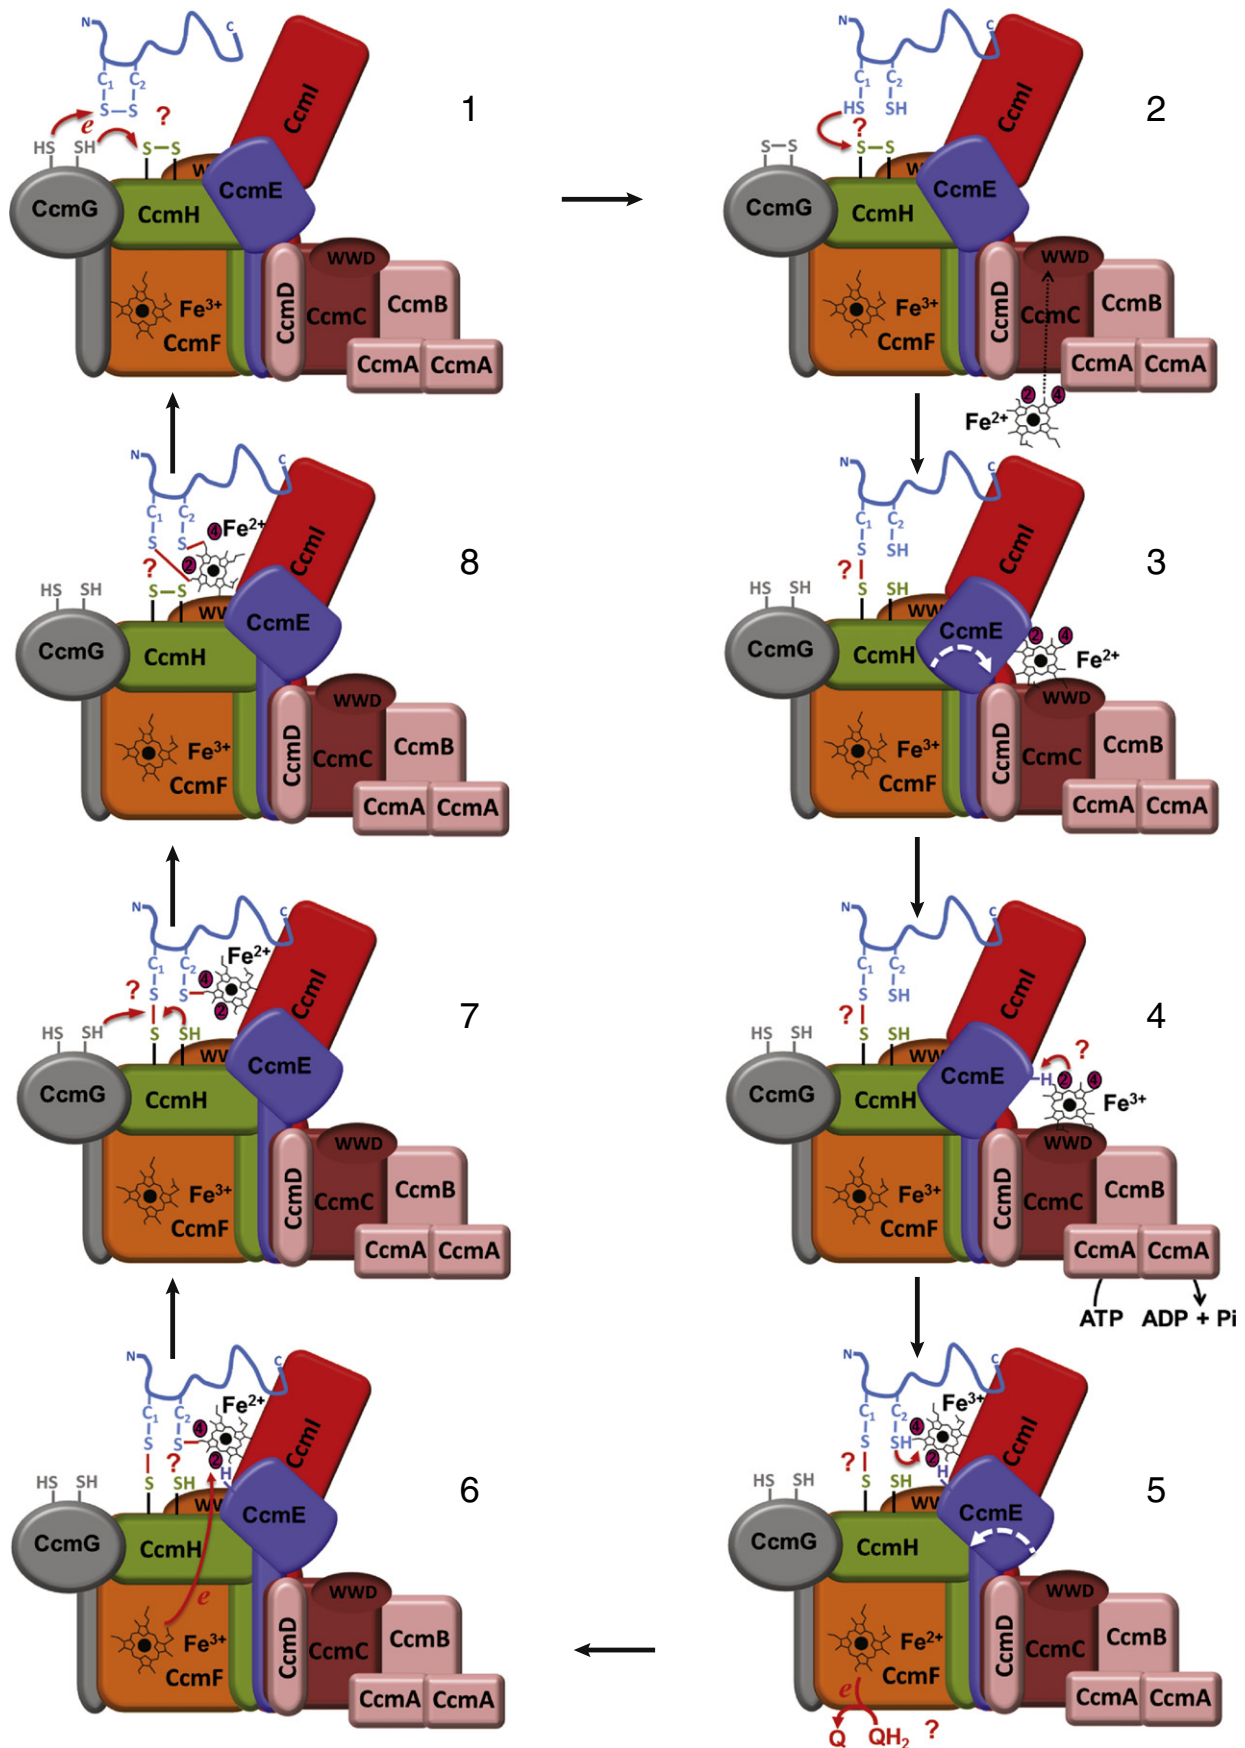 N
C
C1 C2
S–S
?
e
HS SH
S–S
1
CcmI
W
CcmE
CcmG
CcmH
WWD
Fe3+
CcmF
CcmD
CcmC
CcmB
CcmA CcmA
N
C
C1 C2
HS SH
?
S–S
S–S
2
CcmI
WW
CcmE
CcmG
CcmH
WWD
Fe3+
CcmF
CcmD
CcmC
CcmB
CcmA CcmA
2 4
Fe2+
N
C
C1 C2
S S
4 Fe2+
2
?
HS SH
S–S
8
CcmI
WW
CcmE
CcmG
CcmH
WWD
Fe3+
CcmF
CcmD
CcmC
CcmB
CcmA CcmA
N
C
C1 C2
S SH
?
HS SH
S SH
3
CcmI
WW
CcmE
2 4
Fe2+
CcmG
CcmH
WWD
Fe3+
CcmF
CcmD
CcmC
CcmB
CcmA CcmA
N
C
C1 C2
Fe2+
4
2
?
S S
HS SH
S SH
7
CcmI
WW
CcmE
CcmG
CcmH
WWD
Fe3+
CcmF
CcmD
CcmC
CcmB
CcmA CcmA
N
C
C1 C2
S SH
?
HS SH
S SH
4
CcmI
WW
CcmE
H
2 4
?
Fe3+
CcmG
CcmH
WWD
Fe3+
CcmF
CcmD
CcmC
CcmB
CcmA CcmA
ATP ADP + Pi
N
C
C1 C2
Fe2+
4
2
S S
?
H
HS SH
S SH
6
CcmI
WW
CcmE
CcmG
CcmH
e
WWD
Fe3+
CcmF
CcmD
CcmC
CcmB
CcmA CcmA
N
C
C1 C2
Fe3+
4
2
S SH
?
H
HS SH
S SH
5
CcmI
WW
CcmE
CcmG
CcmH
WWD
Fe2+
CcmF
CcmD
CcmC
CcmB
CcmA CcmA
e
Q QH2 ?